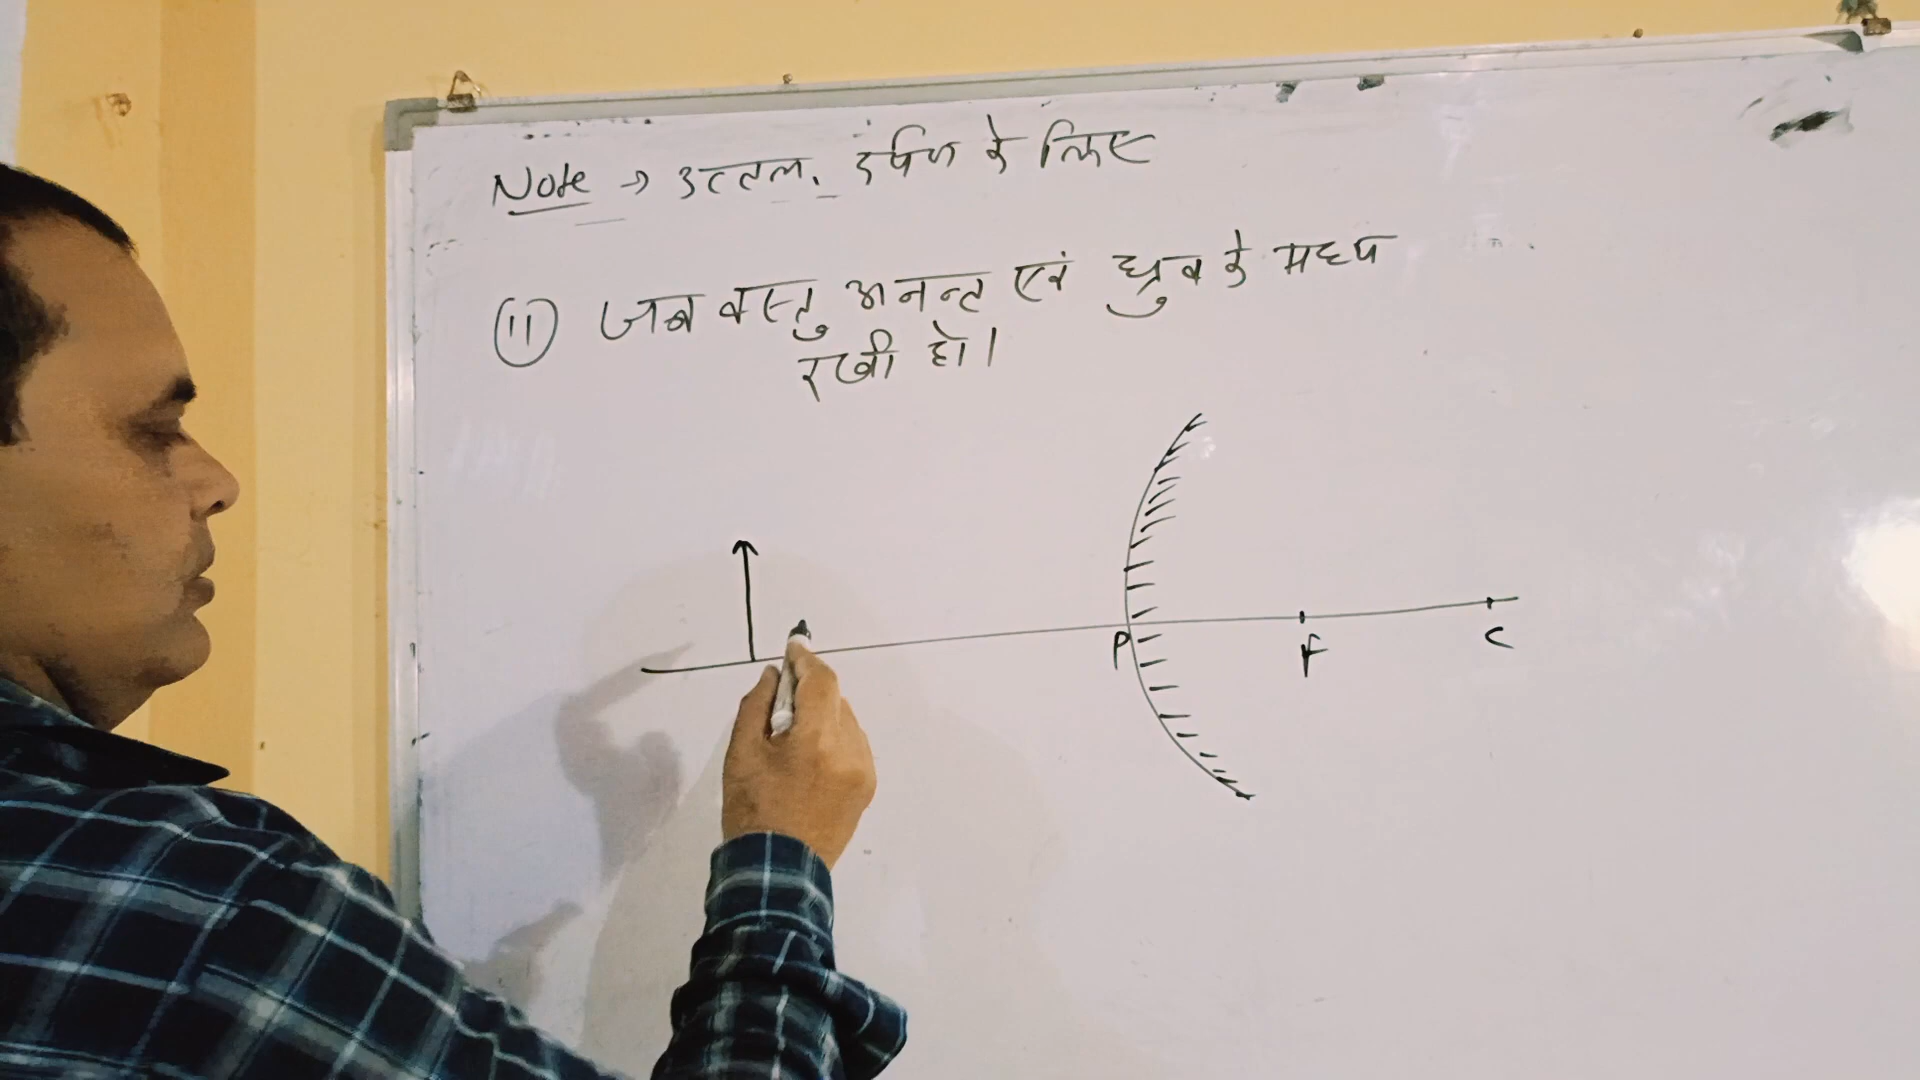 Note → उत्तल दर्पण के लिए
(ii) जब वस्तु अनन्त एवं ध्रुव के मध्य
रखी हो।
P F C